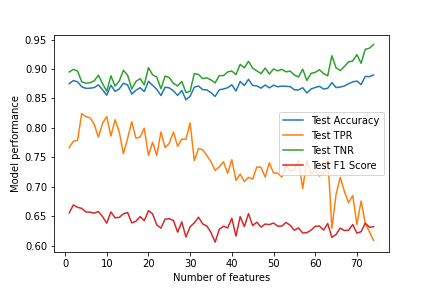 0.95
0.90
0.85
0.80
0.75
0.70
0.65
0.60
Model performance
Test Accuracy
Test TPR
Test TNR
Test F1 Score
0 10 20 30 40 50 60 70
Number of features